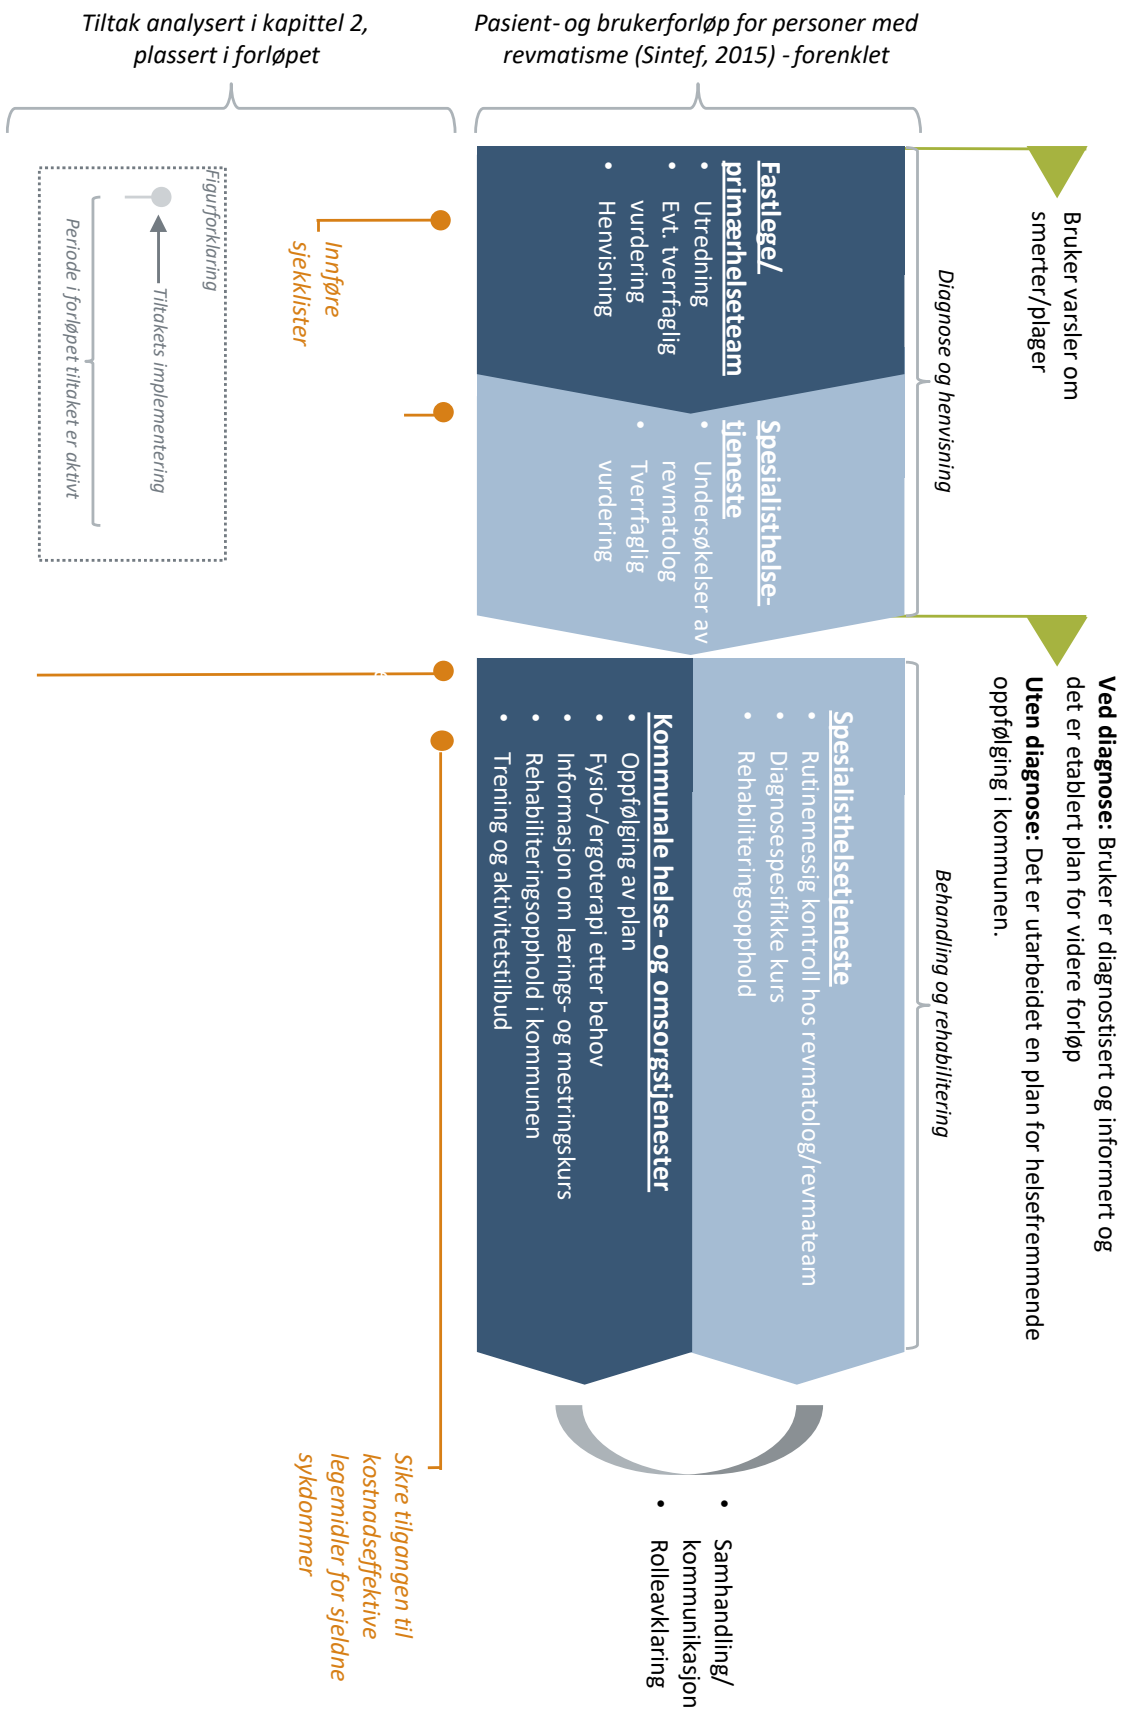 Tiltak analysert i kapittel 2,
plassert i forløpet
Pasient- og brukerforløp for personer med
revmatisme (Sintef, 2015) - forenklet
Bruker varsler om
smerter/plager
Ved diagnose: Bruker er diagnostisert og informert og
det er etablert plan for videre forløp
Uten diagnose: Det er utarbeidet en plan for helsefremmende
oppfølging i kommunen.
Diagnose og henvisning
Behandling og rehabilitering
Fastlege/
primærhelseteam
• Utredning
• Evt. tverrfaglig
vurdering
• Henvisning
Spesialisthelse-
tjeneste
• Undersøkelser av
revmatolog
• Tverrfaglig
vurdering
Spesialisthelsetjeneste
• Rutinemessig kontroll hos revmatolog/revmateam
• Diagnosespesifikke kurs
• Rehabiliteringsopphold
Kommunale helse- og omsorgstjenester
• Oppfølging av plan
• Fysio-/ergoterapi etter behov
• Informasjon om lærings- og mestringskurs
• Rehabiliteringsopphold i kommunen
• Trening og aktivitetstilbud
• Samhandling/
kommunikasjon
• Rolleavklaring
Innføre
sjekklister
Sikre tilgangen til
kostnadseffektive
legemidler for sjeldne
sykdommer
Figurforklaring
Tiltakets implementering
Periode i forløpet tiltaket er aktivt